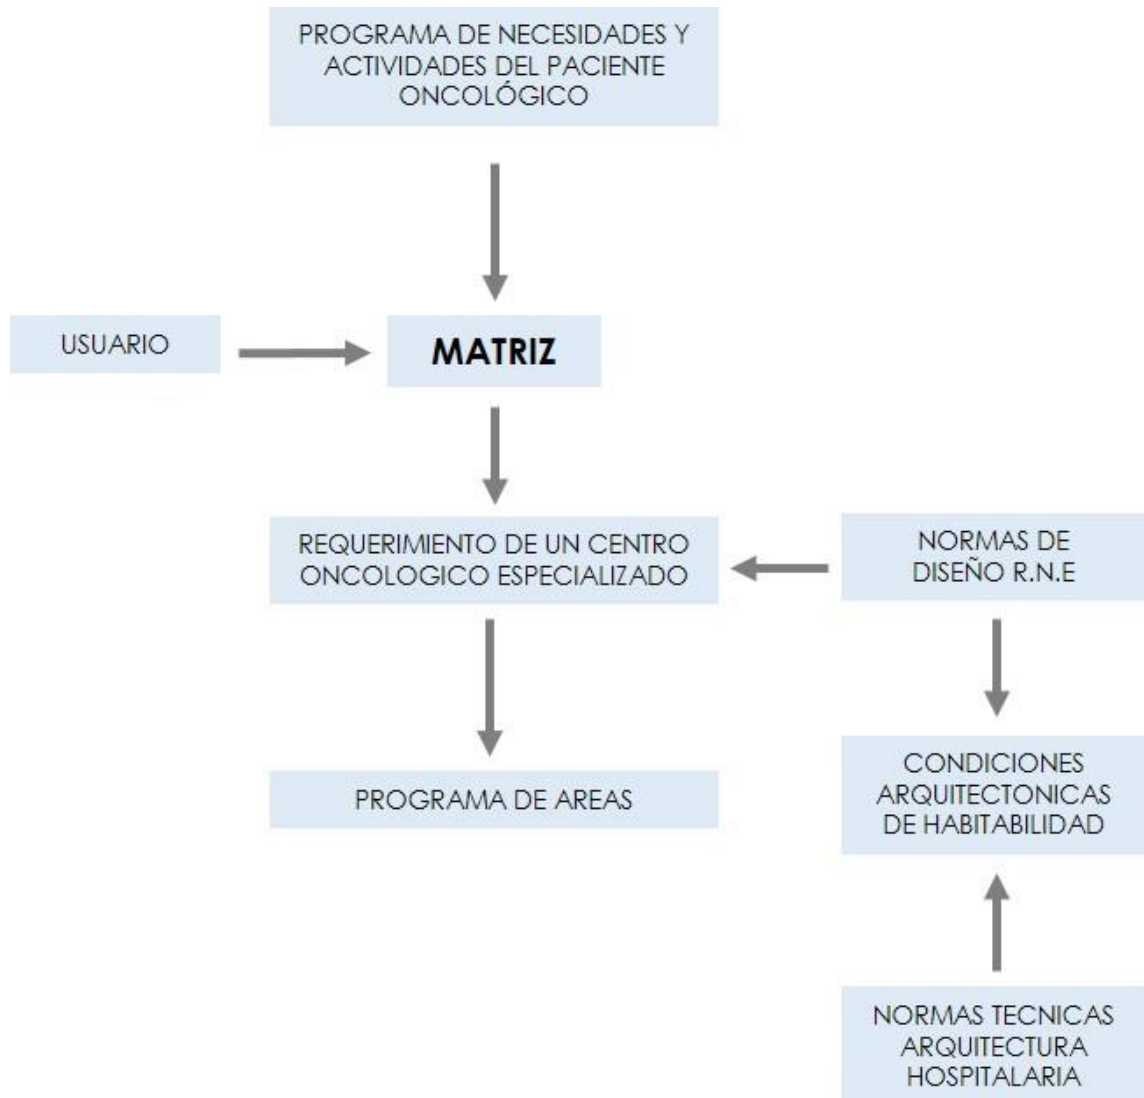 PROGRAMA DE NECESIDADES Y
ACTIVIDADES DEL PACIENTE
ONCOLÓGICO
USUARIO
MATRIZ
REQUERIMIENTO DE UN CENTRO
ONCOLOGICO ESPECIALIZADO
NORMAS DE
DISEÑO R.N.E
PROGRAMA DE AREAS
CONDICIONES
ARQUITECTONICAS
DE HABITABILIDAD
NORMAS TECNICAS
ARQUITECTURA
HOSPITALARIA